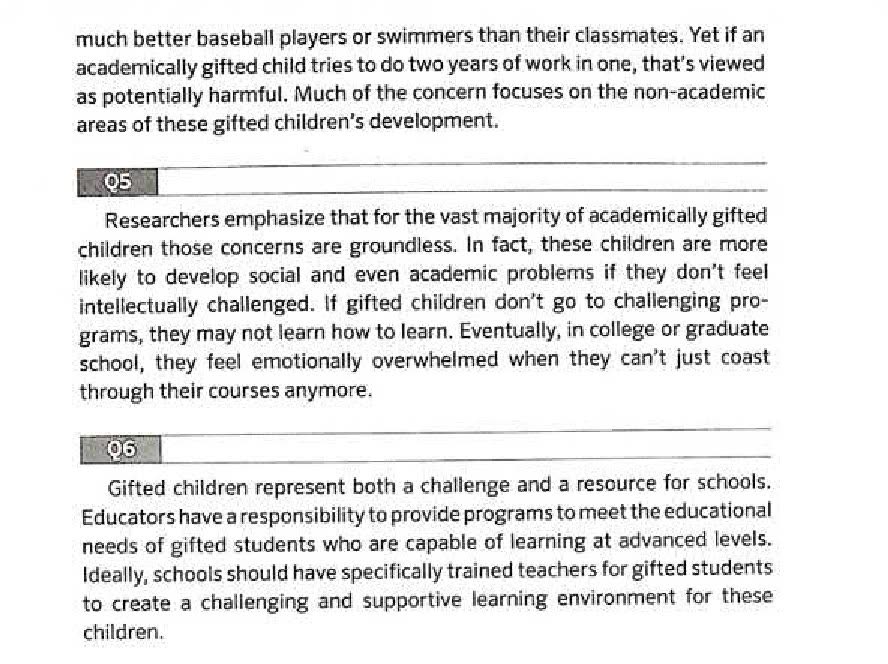 much better baseball players or swimmers than their classmates. Yet if an
academically gifted child tries to do two years of work in one, that's viewed
as potentially harmful. Much of the concern focuses on the non-academic
areas of these gifted children's development.
Q5
Researchers emphasize that for the vast majority of academically gifted
children those concerns are groundless. In fact, these children are more
likely to develop social and even academic problems if they don't feel
intellectually challenged. If gifted children don't go to challenging pro-
grams, they may not learn how to learn. Eventually, in college or graduate
school, they feel emotionally overwhelmed when they can't just coast
through their courses anymore.
Q6
Gifted children represent both a challenge and a resource for schools.
Educators have a responsibility to provide programs to meet the educational
needs of gifted students who are capable of learning at advanced levels.
Ideally, schools should have specifically trained teachers for gifted students
to create a challenging and supportive learning environment for these
children.